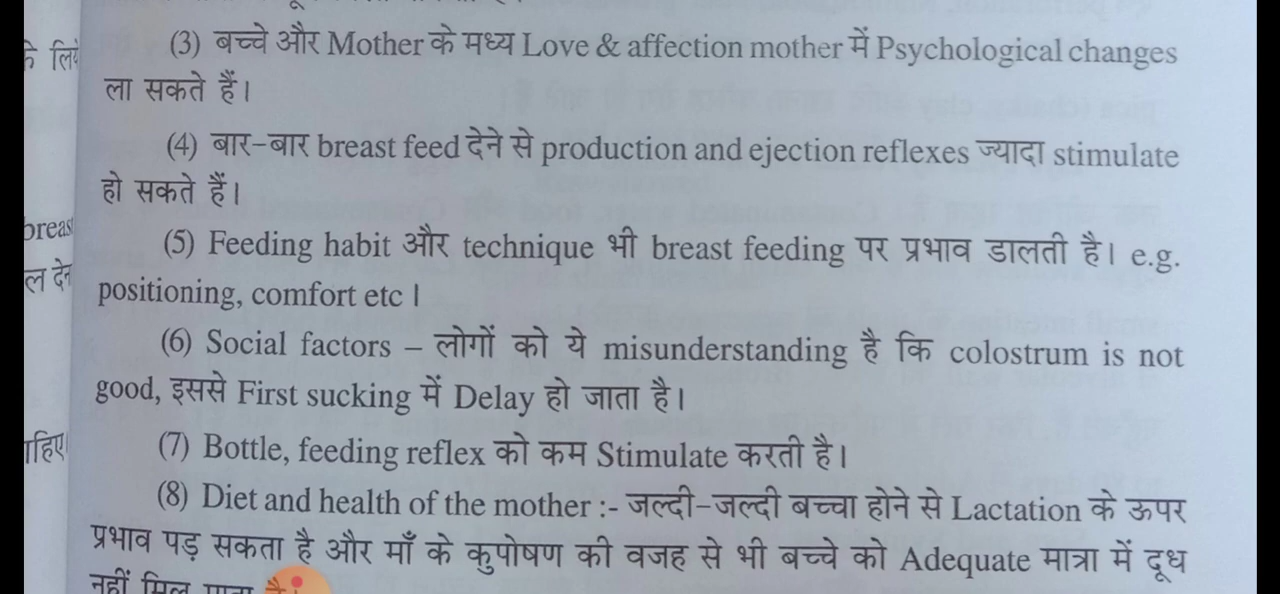 (3) बच्चे और Mother के मध्य Love & affection mother में Psychological changes
ला सकते हैं।
(4) बार-बार breast feed देने से production and ejection reflexes ज्यादा stimulate
हो सकते हैं।
(5) Feeding habit और technique भी breast feeding पर प्रभाव डालती है। e.g.
positioning, comfort etc।
(6) Social factors – लोगों को ये misunderstanding है कि colostrum is not
good, इससे First sucking में Delay हो जाता है।
(7) Bottle, feeding reflex को कम Stimulate करती है।
(8) Diet and health of the mother :- जल्दी-जल्दी बच्चा होने से Lactation के ऊपर
प्रभाव पड़ सकता है और माँ के कुपोषण की वजह से भी बच्चे को Adequate मात्रा में दूध
नहीं मिल पाता है।